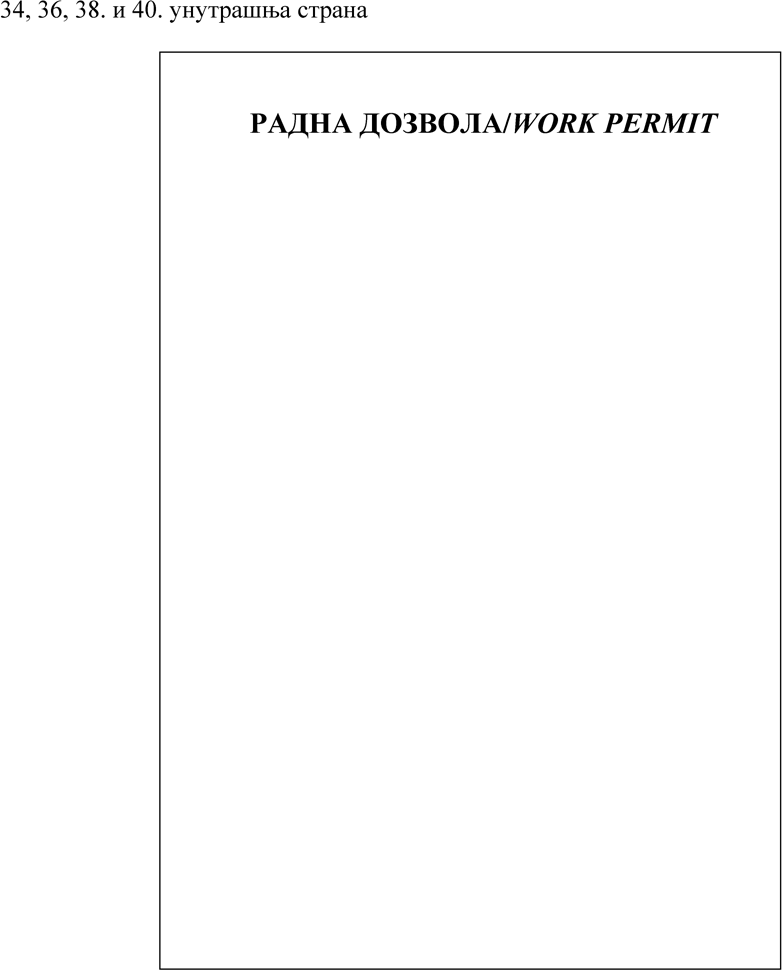 34, 36, 38. и 40. унутрашња страна
РАДНА ДОЗВОЛА/WORK PERMIT